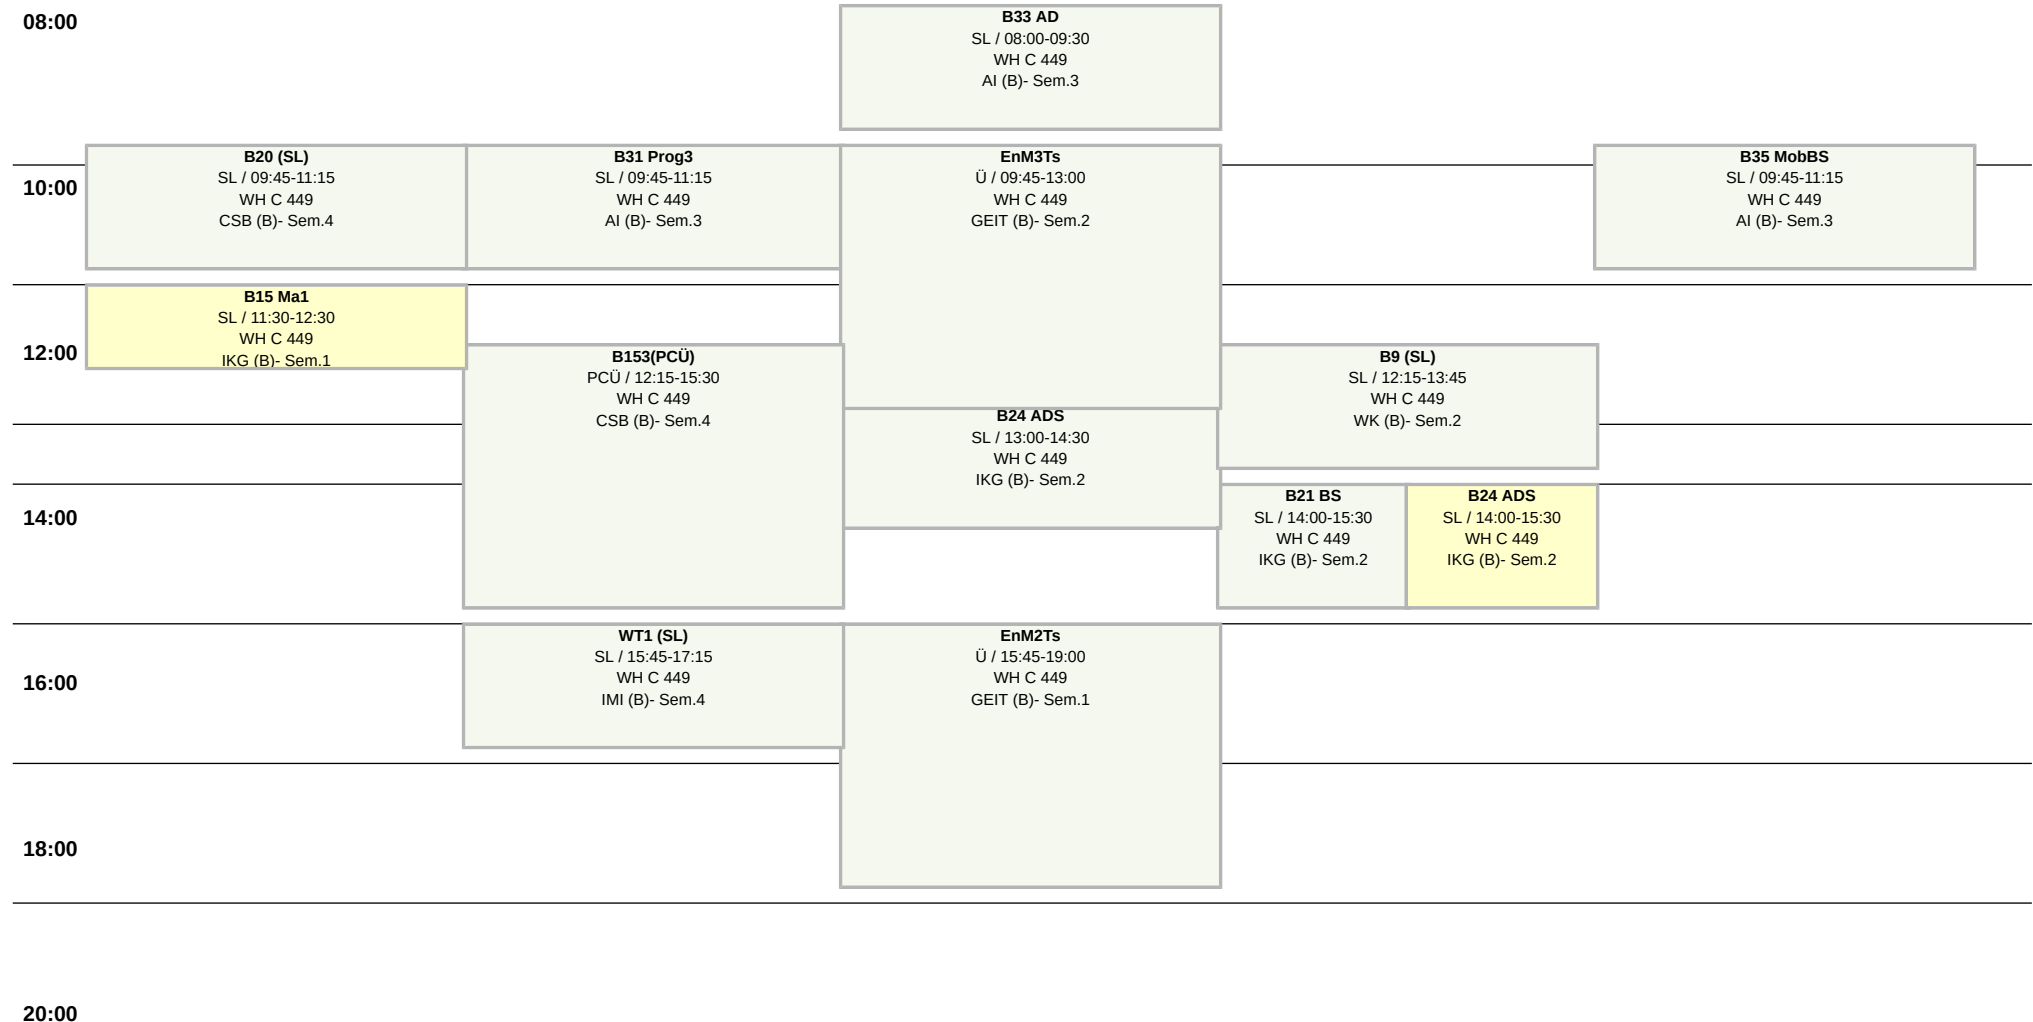 08:00
B33 AD
SL / 08:00-09:30
WH C 449
AI (B)- Sem.3
10:00
B20 (SL)
SL / 09:45-11:15
WH C 449
CSB (B)- Sem.4
B31 Prog3
SL / 09:45-11:15
WH C 449
AI (B)- Sem.3
EnM3Ts
Ü / 09:45-13:00
WH C 449
GEIT (B)- Sem.2
B35 MobBS
SL / 09:45-11:15
WH C 449
AI (B)- Sem.3
B15 Ma1
SL / 11:30-12:30
WH C 449
IKG (B)- Sem.1
12:00
B153(PCÜ)
PCÜ / 12:15-15:30
WH C 449
CSB (B)- Sem.4
B9 (SL)
SL / 12:15-13:45
WH C 449
WK (B)- Sem.2
B24 ADS
SL / 13:00-14:30
WH C 449
IKG (B)- Sem.2
14:00
B21 BS
SL / 14:00-15:30
WH C 449
IKG (B)- Sem.2
B24 ADS
SL / 14:00-15:30
WH C 449
IKG (B)- Sem.2
16:00
WT1 (SL)
SL / 15:45-17:15
WH C 449
IMI (B)- Sem.4
EnM2Ts
Ü / 15:45-19:00
WH C 449
GEIT (B)- Sem.1
18:00
20:00